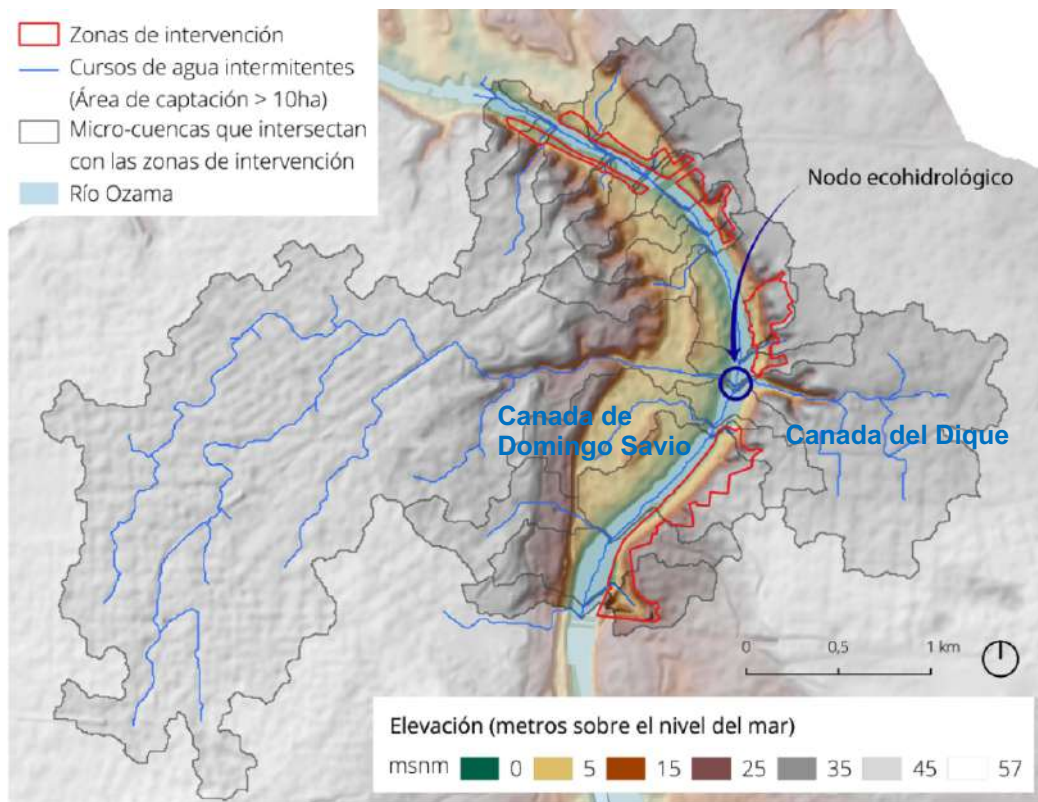 Zonas de intervención
Cursos de agua intermitentes
(Área de captación > 10ha)
Micro-cuencas que intersectan
con las zonas de intervención
Río Ozama
Nodo ecohidrológico
Canada de
Domingo Savio
Canada del Dique
0 0,5 1 km
Elevación (metros sobre el nivel del mar)
msnm 0 5 15 25 35 45 57